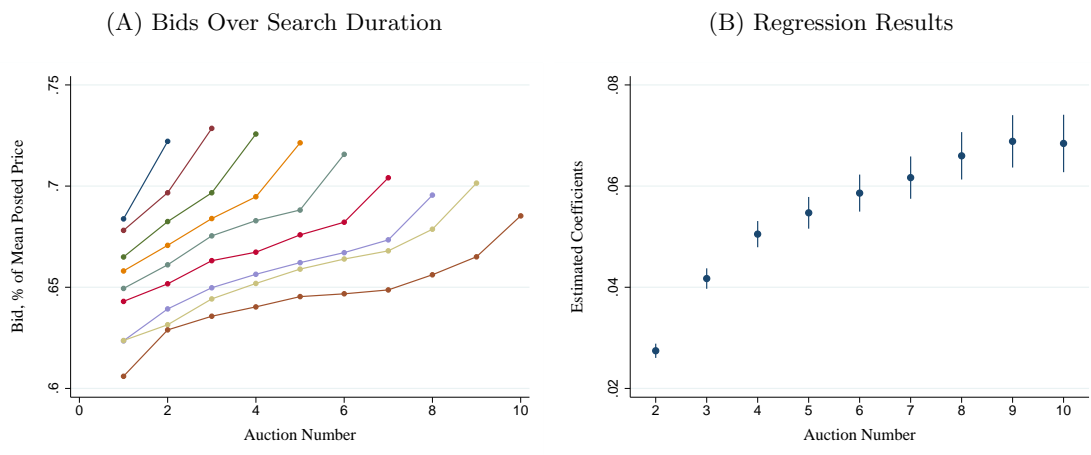 (A) Bids Over Search Duration
Bid, % of Mean Posted Price
.75
.7
.65
.6
0 2 4 6 8 10
Auction Number
(B) Regression Results
Estimated Coefficients
.08
.06
.04
.02
2 3 4 5 6 7 8 9 10
Auction Number